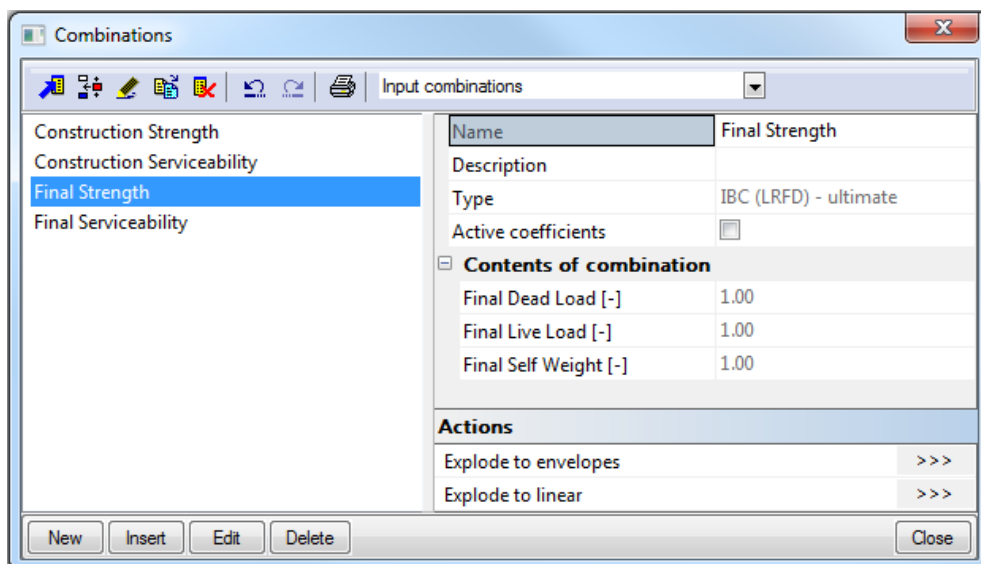 Combinations
Input combinations
Construction Strength
Construction Serviceability
Final Strength
Final Serviceability
Name Final Strength
Description
Type IBC (LRFD) - ultimate
Active coefficients
Contents of combination
Final Dead Load [-] 1.00
Final Live Load [-] 1.00
Final Self Weight [-] 1.00
Actions
Explode to envelopes >>>
Explode to linear >>>
New Insert Edit Delete Close